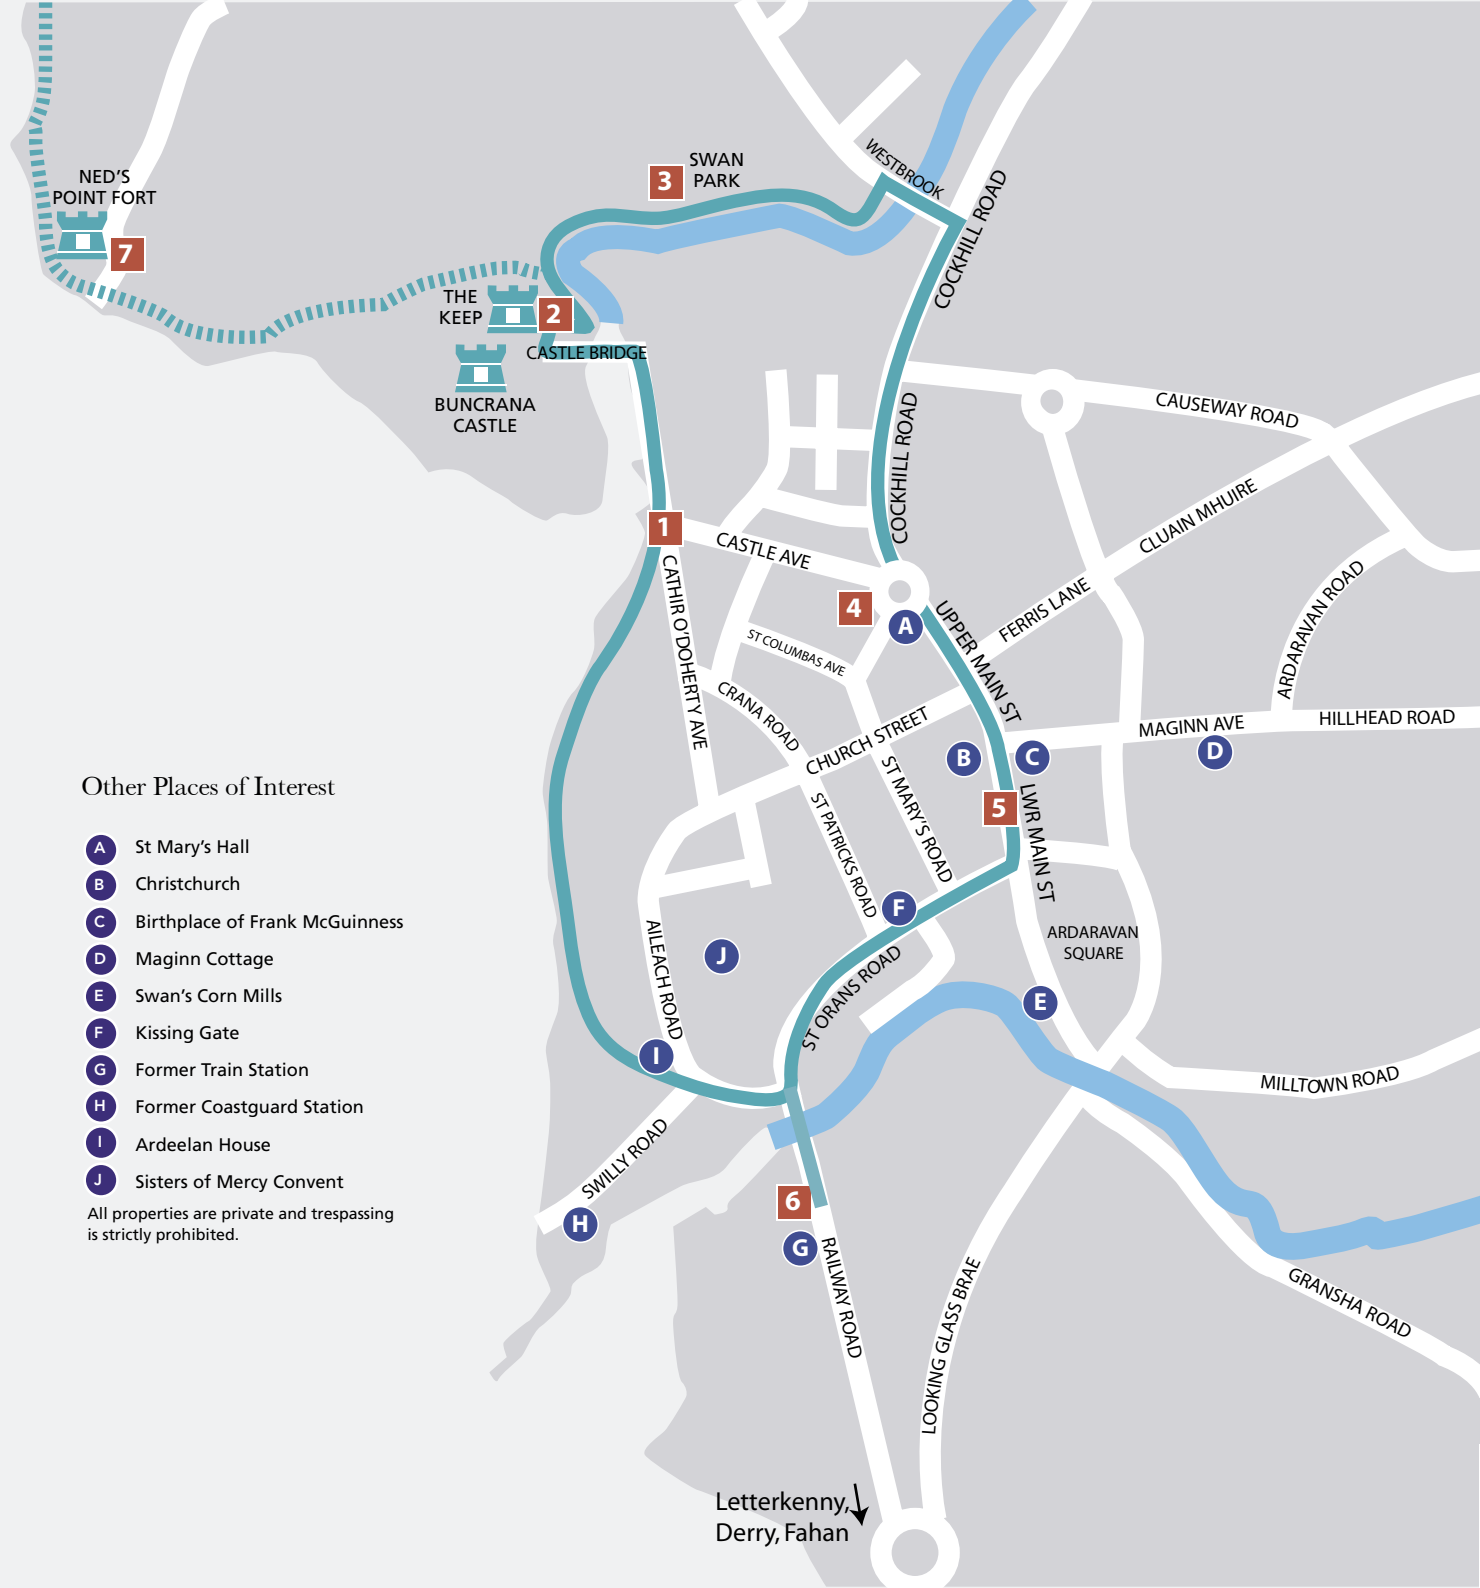 WESTBROOK
SWAN
PARK
3
NED'S
POINT FORT
7
COCKHILL ROAD
THE
KEEP
2
CASTLE BRIDGE
BUNCRANA
CASTLE
CAUSEWAY ROAD
COCKHILL ROAD
CLUAIN MHUIRE
1
CASTLE AVE
CATHIR O'DOHERTY AVE
4
A
UPPER MAIN ST
FERRIS LANE
ARDARAVAN ROAD
ST COLUMBAS AVE
CRANA ROAD
CHURCH STREET
MAGINN AVE
HILLHEAD ROAD
B
C
D
ST MARY'S ROAD
ST PATRICKS ROAD
5
LWR MAIN ST
F
ARDARAVAN
SQUARE
AILEACH ROAD
J
ST ORANS ROAD
E
I
MILLTOWN ROAD
SWILLY ROAD
H
6
G
RAILWAY ROAD
LOOKING GLASS BRAE
GRANSHA ROAD
Letterkenny,
Derry, Fahan
Other Places of Interest
A St Mary's Hall
B Christchurch
C Birthplace of Frank McGuinness
D Maginn Cottage
E Swan's Corn Mills
F Kissing Gate
G Former Train Station
H Former Coastguard Station
I Ardeelan House
J Sisters of Mercy Convent
All properties are private and trespassing
is strictly prohibited.